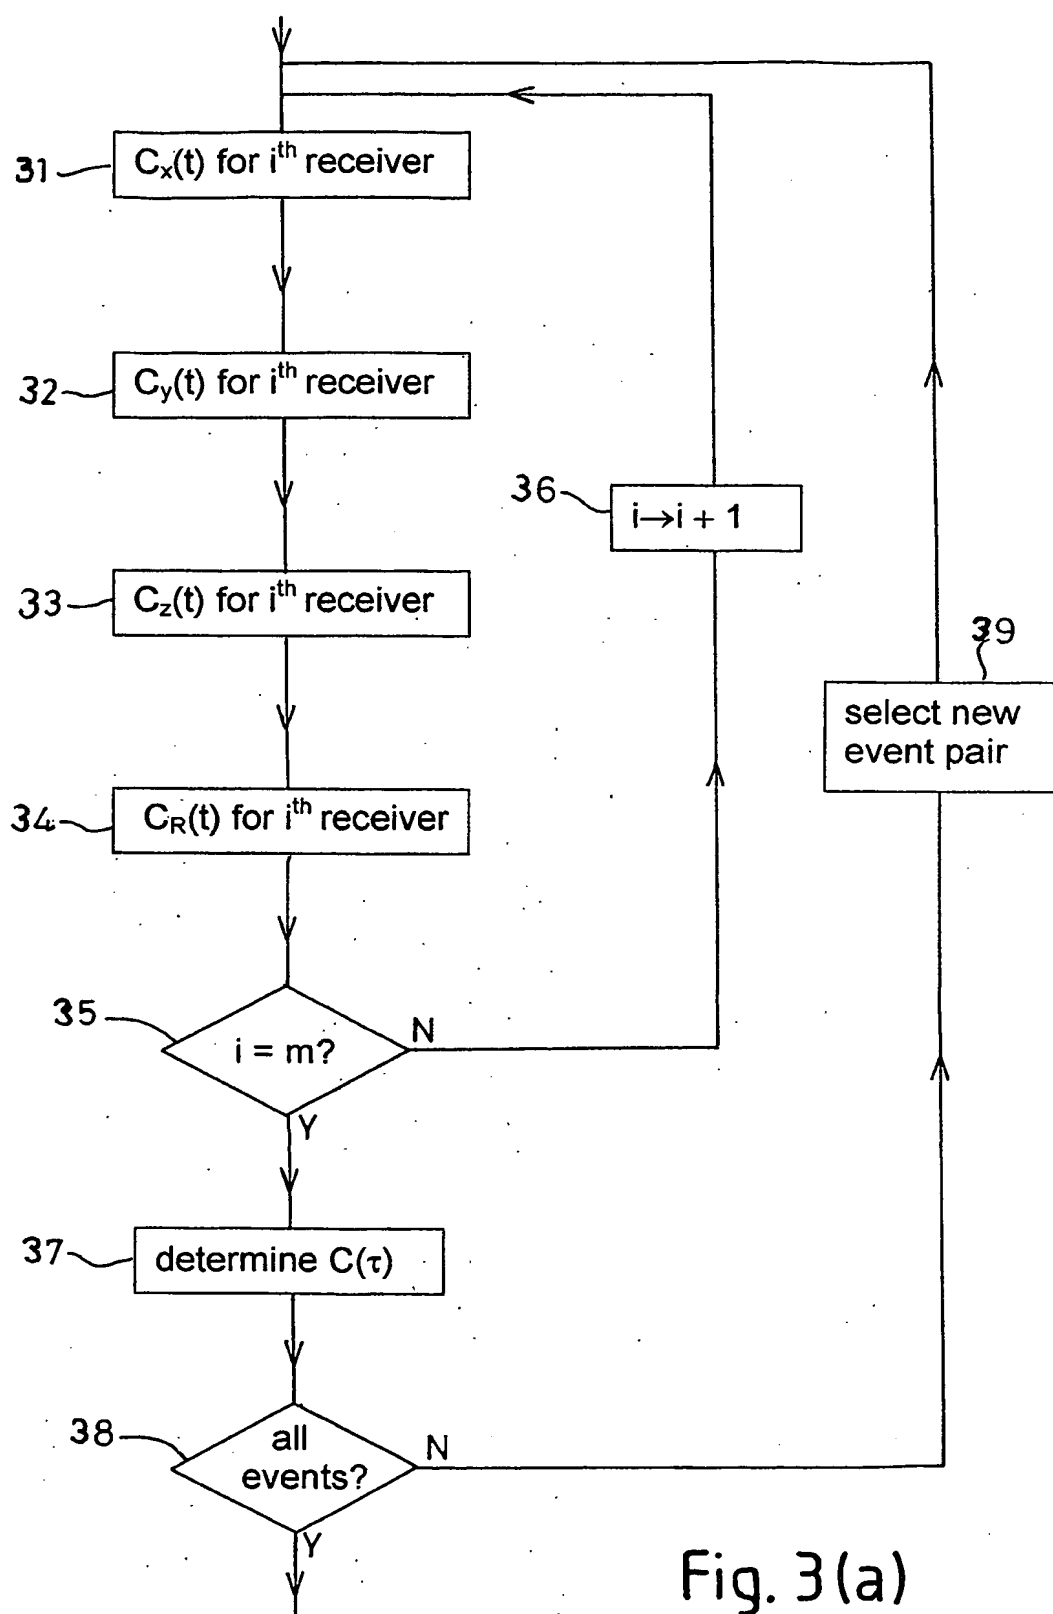 31 Cx(t) for ith receiver
32 Cy(t) for ith receiver
36 i→i + 1
33 Cz(t) for ith receiver
39
select new
event pair
34 CR(t) for ith receiver
35 i = m? N
Y
37 determine C(τ)
38 all
events? N
Y
Fig. 3(a)